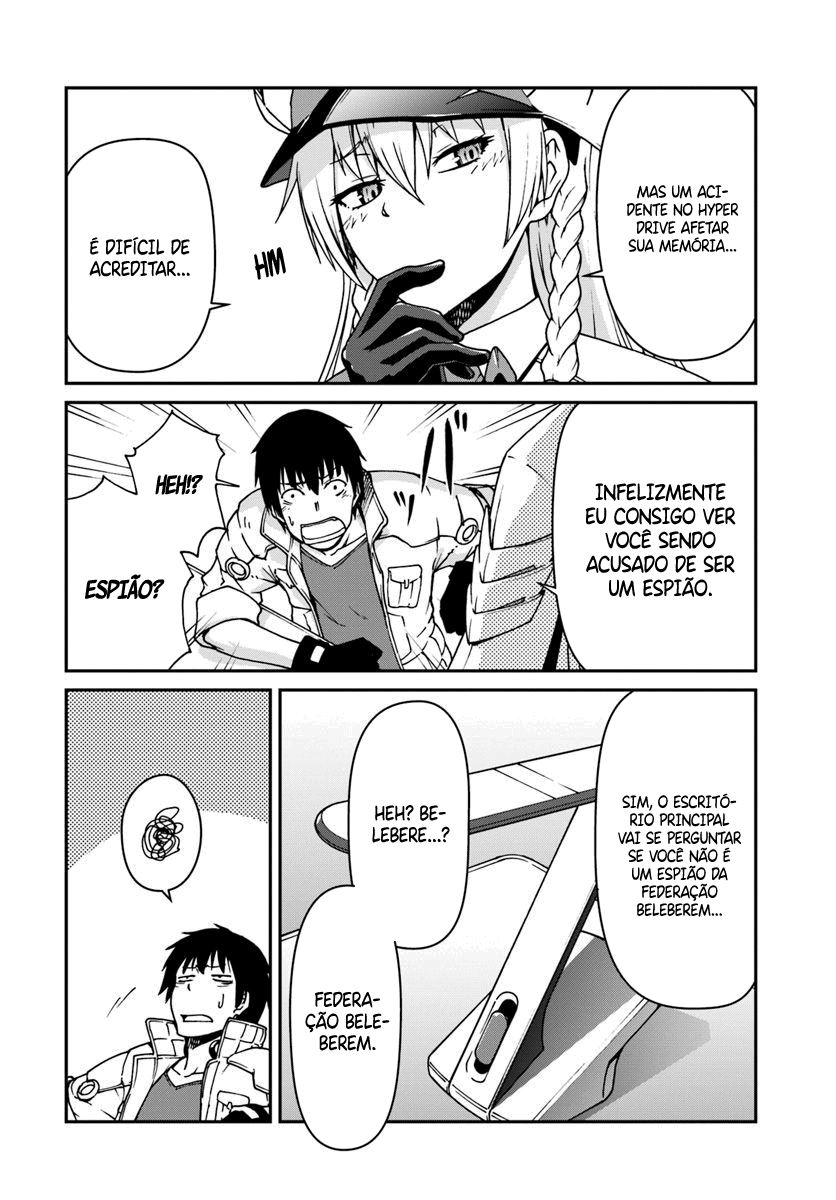 MAS UM ACI-
DENTE NO HYPER
DRIVE AFETAR
SUA MEMÓRIA...
HM
É DIFÍCIL DE
ACREDITAR...
INFELIZMENTE
EU CONSIGO VER
VOCÊ SENDO
ACUSADO DE SER
UM ESPIÃO.
HEH!?
ESPIÃO?
SIM, O ESCRITÓ-
RIO PRINCIPAL
VAI SE PERGUNTAR
SE VOCÊ NÃO É
UM ESPIÃO DA
FEDERAÇÃO
BELEBEREM...
HEH? BE-
LEBERE...?
FEDERA-
ÇÃO BELE-
BEREM.